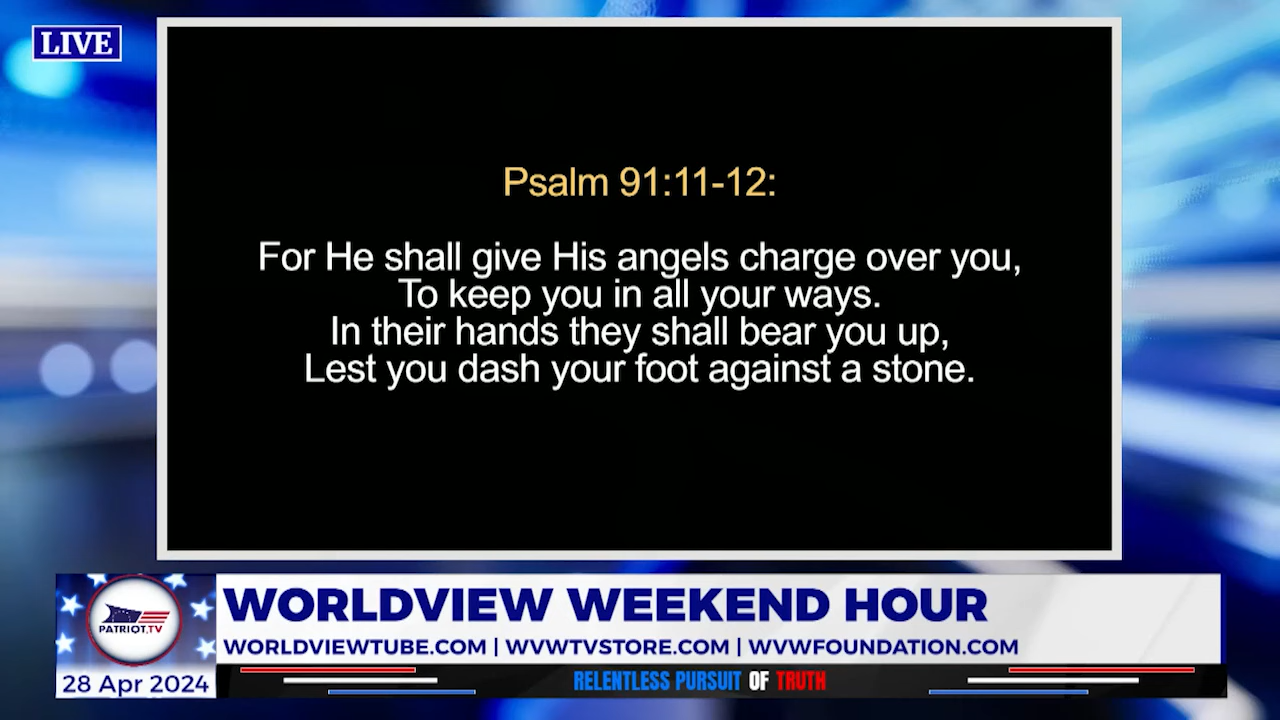 LIVE
Psalm 91:11-12:
For He shall give His angels charge over you,
To keep you in all your ways.
In their hands they shall bear you up,
Lest you dash your foot against a stone.
WORLDVIEW WEEKEND HOUR
WORLDVIEWTUBE.COM | WVWTVSTORE.COM | WVWFOUNDATION.COM
PATRIOT.TV
28 Apr 2024
RELENTLESS PURSUIT OF TRUTH